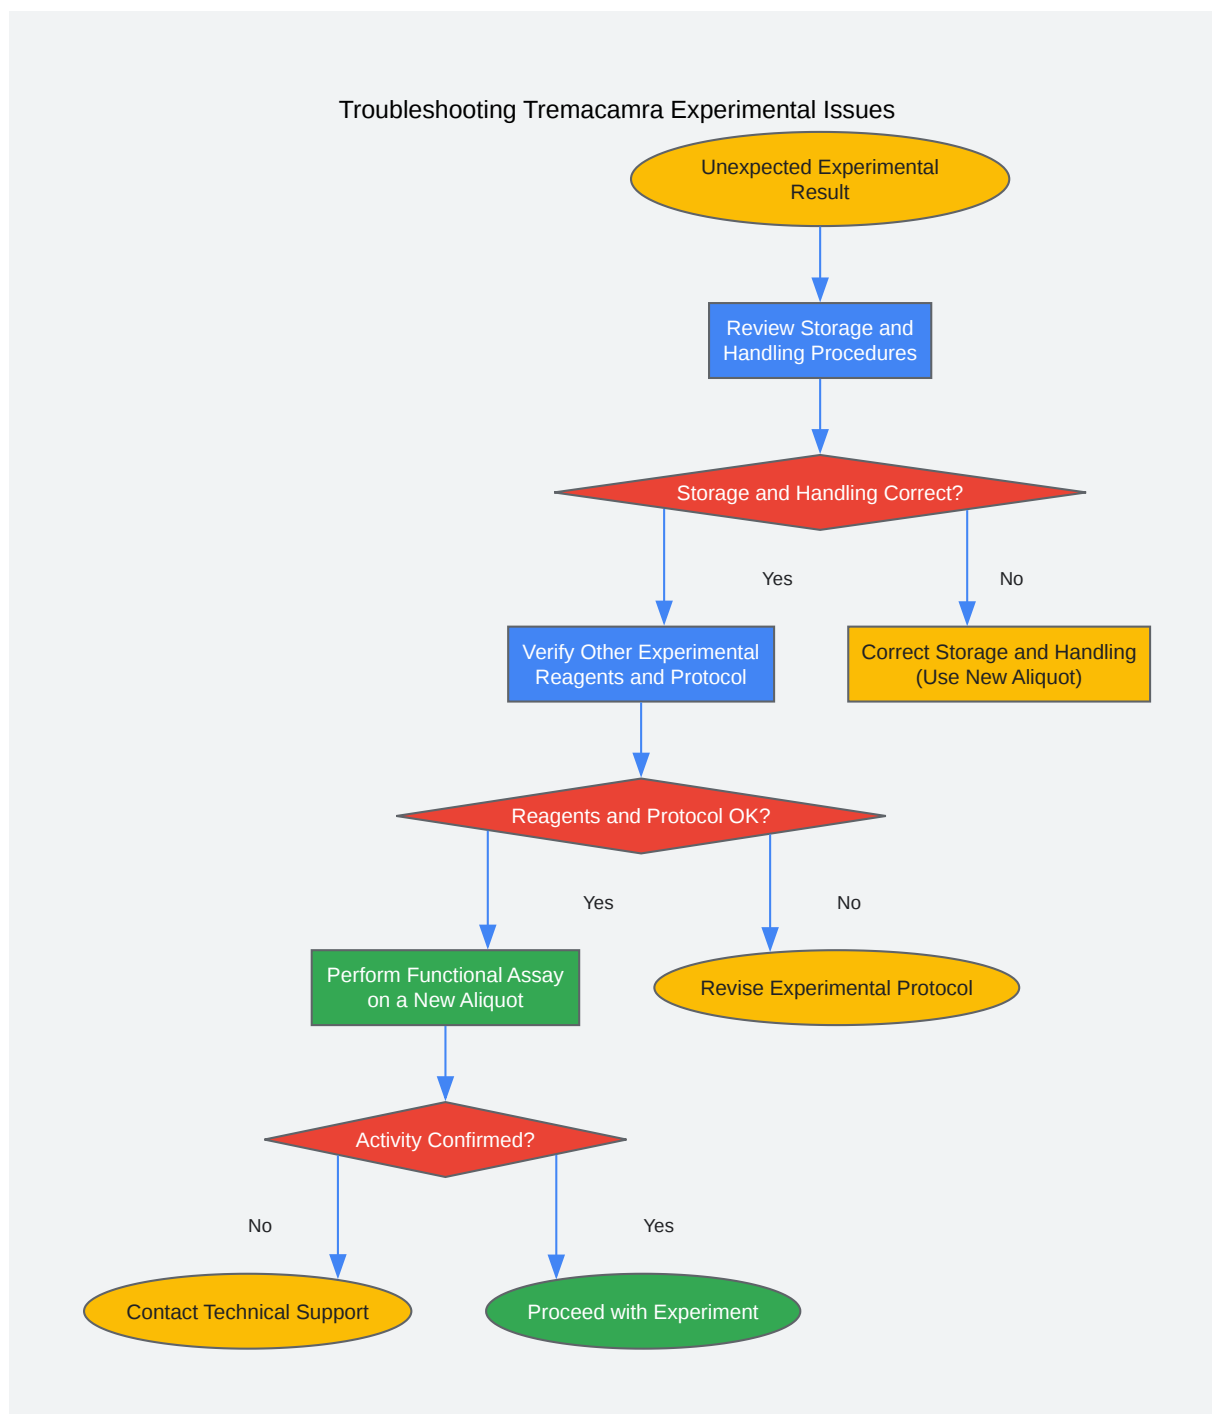 Troubleshooting Tremacamra Experimental Issues
Unexpected Experimental
Result
Review Storage and
Handling Procedures
Storage and Handling Correct?
Yes
No
Verify Other Experimental
Reagents and Protocol
Correct Storage and Handling
(Use New Aliquot)
Reagents and Protocol OK?
Yes
No
Perform Functional Assay
on a New Aliquot
Revise Experimental Protocol
Activity Confirmed?
No
Yes
Contact Technical Support
Proceed with Experiment